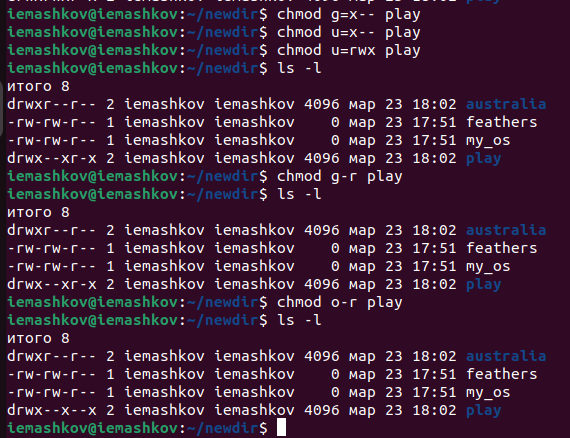 iemashkov@iemashkov:~/newdir$ chmod g=x-- play
iemashkov@iemashkov:~/newdir$ chmod u=x-- play
iemashkov@iemashkov:~/newdir$ chmod u=rwx play
iemashkov@iemashkov:~/newdir$ ls -l
итого 8
drwxr--r-- 2 iemashkov iemashkov 4096 мар 23 18:02 australia
-rw-rw-r-- 1 iemashkov iemashkov    0 мар 23 17:51 feathers
-rw-rw-r-- 1 iemashkov iemashkov    0 мар 23 17:51 my_os
drwx--xr-x 2 iemashkov iemashkov 4096 мар 23 18:02 play
iemashkov@iemashkov:~/newdir$ chmod g-r play
iemashkov@iemashkov:~/newdir$ ls -l
итого 8
drwxr--r-- 2 iemashkov iemashkov 4096 мар 23 18:02 australia
-rw-rw-r-- 1 iemashkov iemashkov    0 мар 23 17:51 feathers
-rw-rw-r-- 1 iemashkov iemashkov    0 мар 23 17:51 my_os
drwx--xr-x 2 iemashkov iemashkov 4096 мар 23 18:02 play
iemashkov@iemashkov:~/newdir$ chmod o-r play
iemashkov@iemashkov:~/newdir$ ls -l
итого 8
drwxr--r-- 2 iemashkov iemashkov 4096 мар 23 18:02 australia
-rw-rw-r-- 1 iemashkov iemashkov    0 мар 23 17:51 feathers
-rw-rw-r-- 1 iemashkov iemashkov    0 мар 23 17:51 my_os
drwx--x--x 2 iemashkov iemashkov 4096 мар 23 18:02 play
iemashkov@iemashkov:~/newdir$